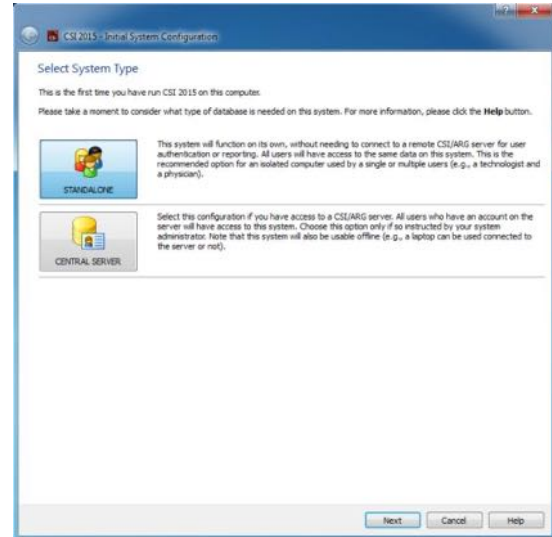 CSI 2015 - Initial System Configuration
Select System Type
This is the first time you have run CSI 2015 on this computer.
Please take a moment to consider what type of database is needed on this system. For more information, please click the Help button.
This system will function on its own, without needing to connect to a remote CSI/ARG server for user
authentication or reporting. All users will have access to the same data on this system. This is the
recommended option for an isolated computer used by a single or multiple users (e.g., a technologist and
a physician).
STANDALONE
Select this configuration if you have access to a CSI/ARG server. All users who have an account on the
server will have access to this system. Choose this option only if so instructed by your system
administrator. Note that this system will also be usable offline (e.g., a laptop can be used connected to
the server or not).
CENTRAL SERVER
Next Cancel Help